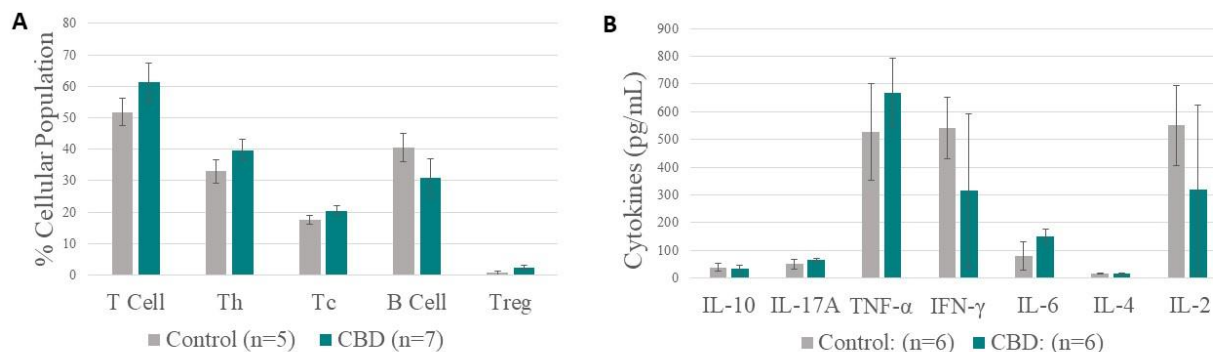 A
% Cellular Population
80
70
60
50
40
30
20
10
0
T Cell Th Tc B Cell Treg
Control (n=5) CBD (n=7)
B
Cytokines (pg/mL)
900
800
700
600
500
400
300
200
100
0
IL-10 IL-17A TNF-α IFN-γ IL-6 IL-4 IL-2
Control: (n=6) CBD: (n=6)